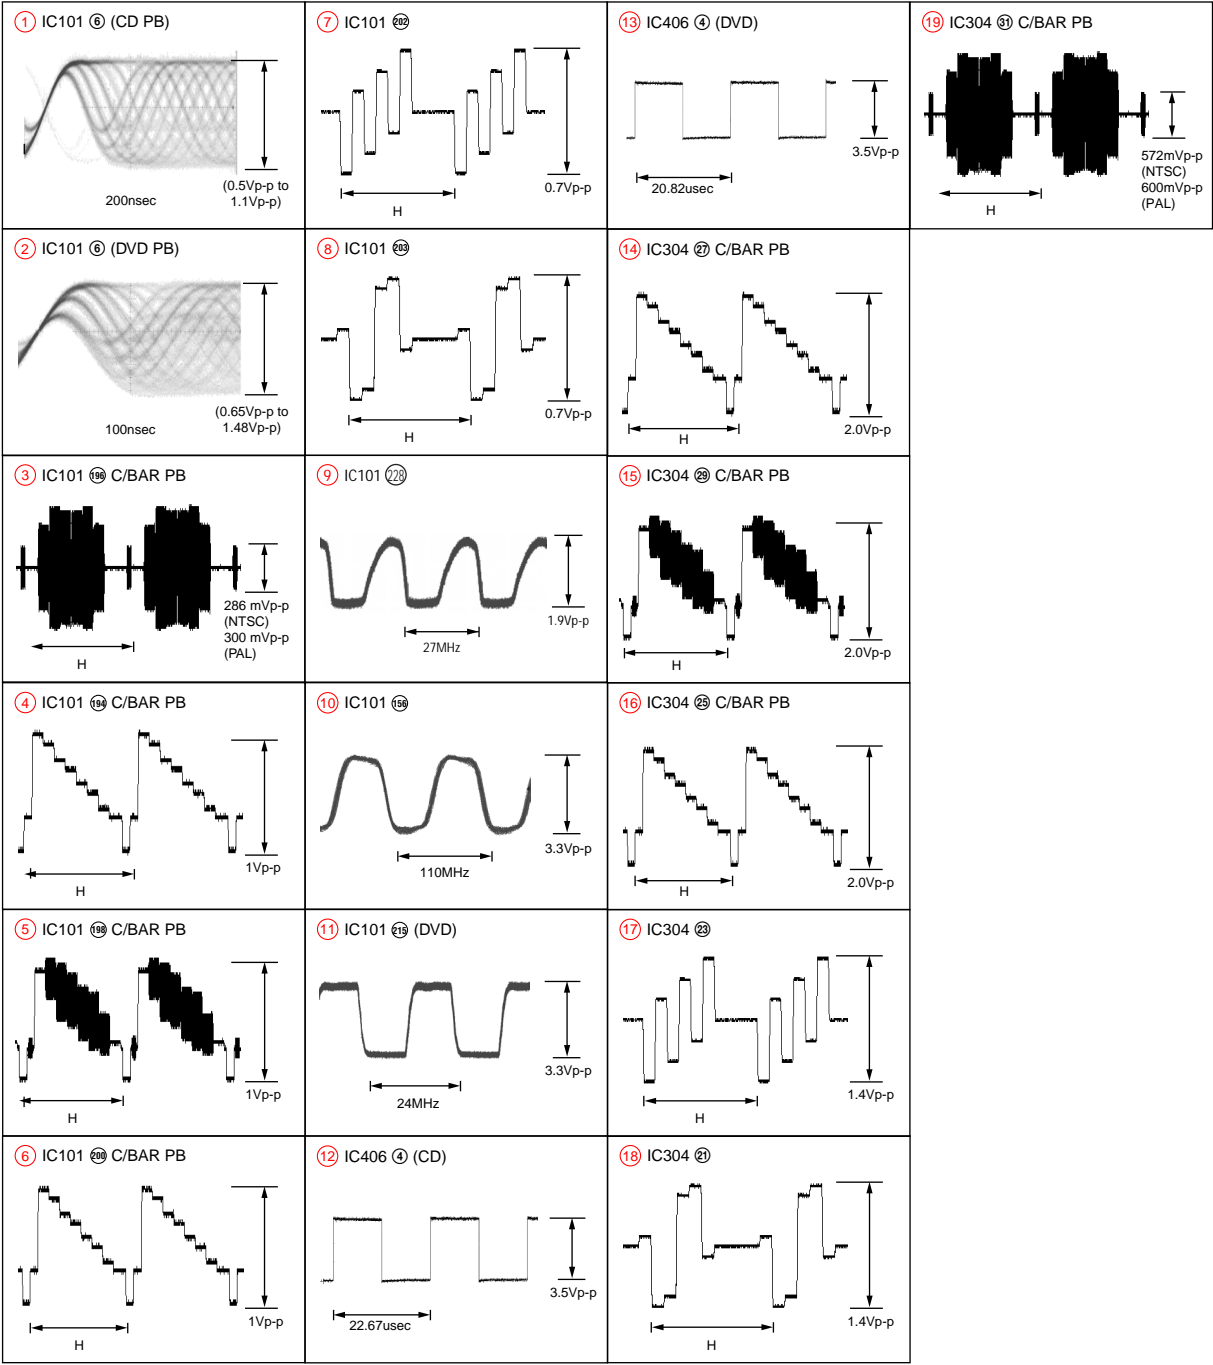 ① IC101 ⑥ (CD PB)
200nsec
(0.5Vp-p to
1.1Vp-p)
② IC101 ⑥ (DVD PB)
100nsec
(0.65Vp-p to
1.48Vp-p)
③ IC101 196 C/BAR PB
H
286 mVp-p
(NTSC)
300 mVp-p
(PAL)
④ IC101 194 C/BAR PB
H
1Vp-p
⑤ IC101 198 C/BAR PB
H
1Vp-p
⑥ IC101 200 C/BAR PB
H
1Vp-p
⑦ IC101 202
H
0.7Vp-p
⑧ IC101 203
H
0.7Vp-p
⑨ IC101 228
27MHz
1.9Vp-p
⑩ IC101 156
110MHz
3.3Vp-p
⑪ IC101 215 (DVD)
24MHz
3.3Vp-p
⑫ IC406 ④ (CD)
22.67usec
3.5Vp-p
⑬ IC406 ④ (DVD)
20.82usec
3.5Vp-p
⑭ IC304 ㉗ C/BAR PB
H
2.0Vp-p
⑮ IC304 ㉙ C/BAR PB
H
2.0Vp-p
⑯ IC304 ㉕ C/BAR PB
H
2.0Vp-p
⑰ IC304 ㉓
H
1.4Vp-p
⑱ IC304 ㉑
H
1.4Vp-p
⑲ IC304 ㉛ C/BAR PB
H
572mVp-p
(NTSC)
600mVp-p
(PAL)